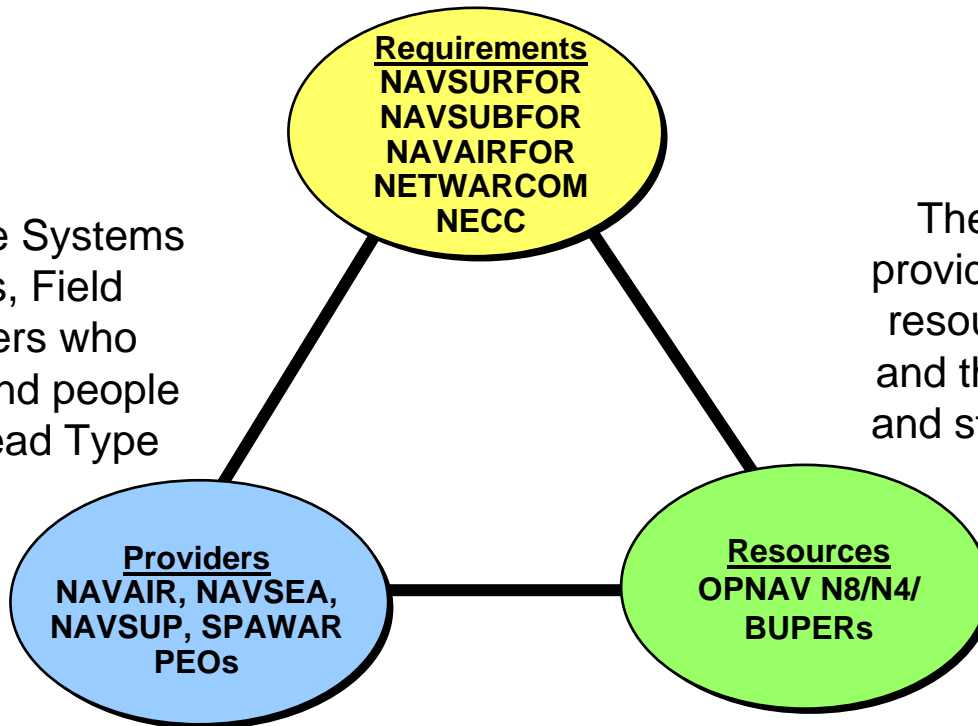 Requirements
NAVSURFOR
NAVSUBFOR
NAVAIRFOR
NETWARCOM
NECC
Systems
Field
who
people
Type
and
and
Providers
NAVAIR, NAVSEA,
NAVSUP, SPAWAR
PEOs
Resources
OPNAV N8/N4/
BUPERs